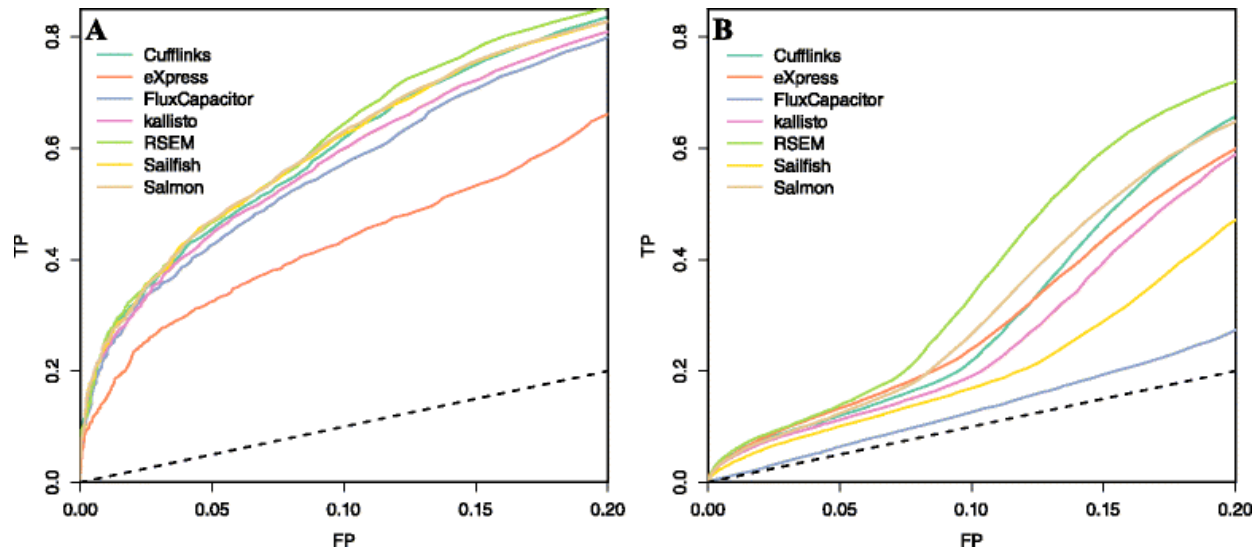 A
Cufflinks
eXpress
FluxCapacitor
kallisto
RSEM
Sailfish
Salmon
TP
0.8
0.6
0.4
0.2
0.0
0.00 0.05 0.10 0.15 0.20
FP
B
Cufflinks
eXpress
FluxCapacitor
kallisto
RSEM
Sailfish
Salmon
TP
0.8
0.6
0.4
0.2
0.0
0.00 0.05 0.10 0.15 0.20
FP